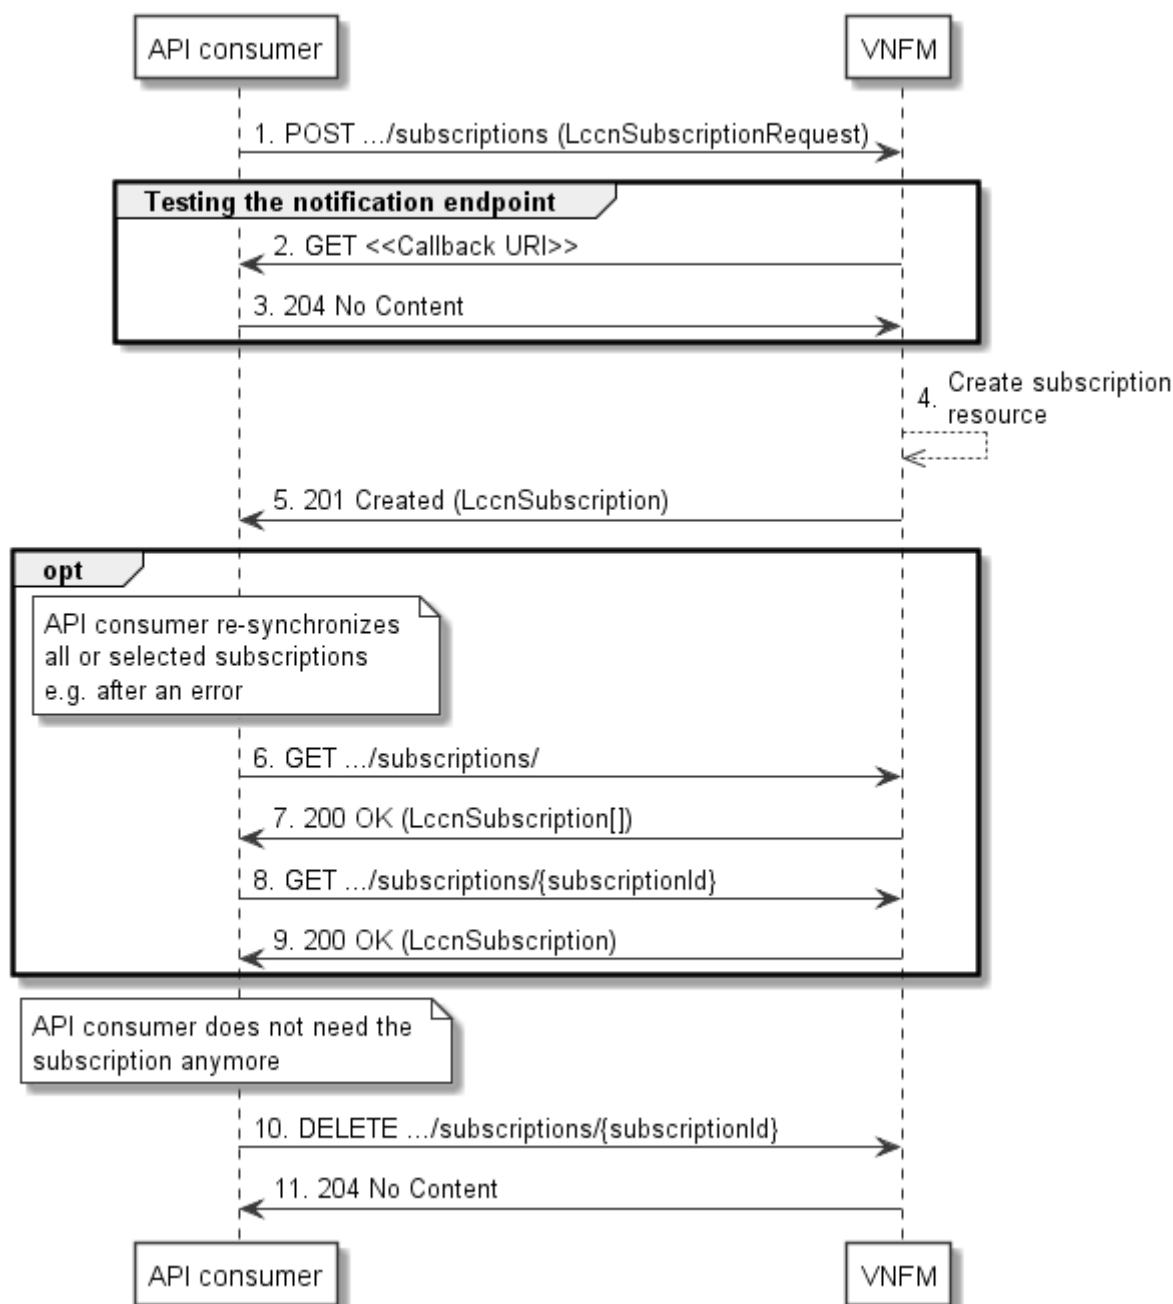 API consumer
VNFM
1. POST .../subscriptions (LccnSubscriptionRequest)
Testing the notification endpoint
2. GET <<Callback URI>>
3. 204 No Content
4. Create subscription
resource
5. 201 Created (LccnSubscription)
opt
API consumer re-synchronizes
all or selected subscriptions
e.g. after an error
6. GET .../subscriptions/
7. 200 OK (LccnSubscription[])
8. GET .../subscriptions/{subscriptionId}
9. 200 OK (LccnSubscription)
API consumer does not need the
subscription anymore
10. DELETE .../subscriptions/{subscriptionId}
11. 204 No Content
API consumer
VNFM